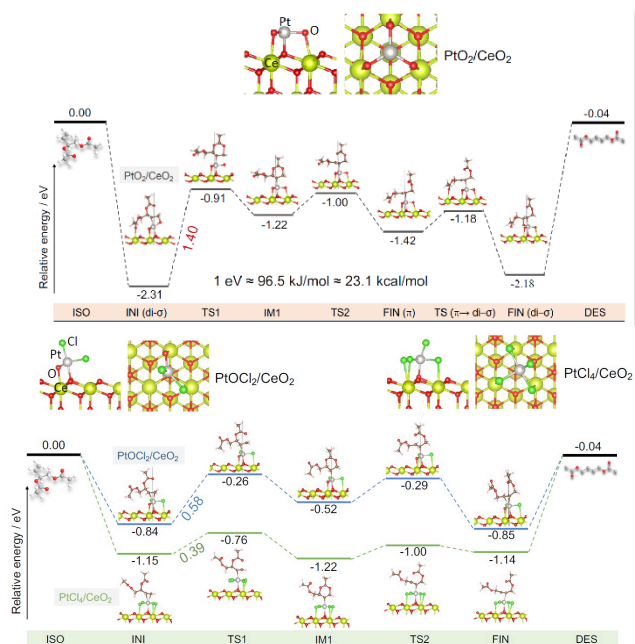 Pt
O
Ce
PtO₂/CeO₂
0.00
-0.04
PtO₂/CeO₂
-0.91
-1.00
-1.18
-1.22
-1.42
1.40
-2.31
-2.18
1 eV ≈ 96.5 kJ/mol ≈ 23.1 kcal/mol
Relative energy / eV
ISO INI (di-σ) TS1 IM1 TS2 FIN (π) TS (π→ di-σ) FIN (di-σ) DES
Cl
Pt
O
Ce
PtOCl₂/CeO₂
PtCl₄/CeO₂
0.00
-0.04
PtOCl₂/CeO₂
-0.26
-0.29
0.58
-0.52
-0.84
-0.85
0.39
-0.76
-1.15
-1.22
-1.00
-1.14
PtCl₄/CeO₂
Relative energy / eV
ISO INI TS1 IM1 TS2 FIN DES